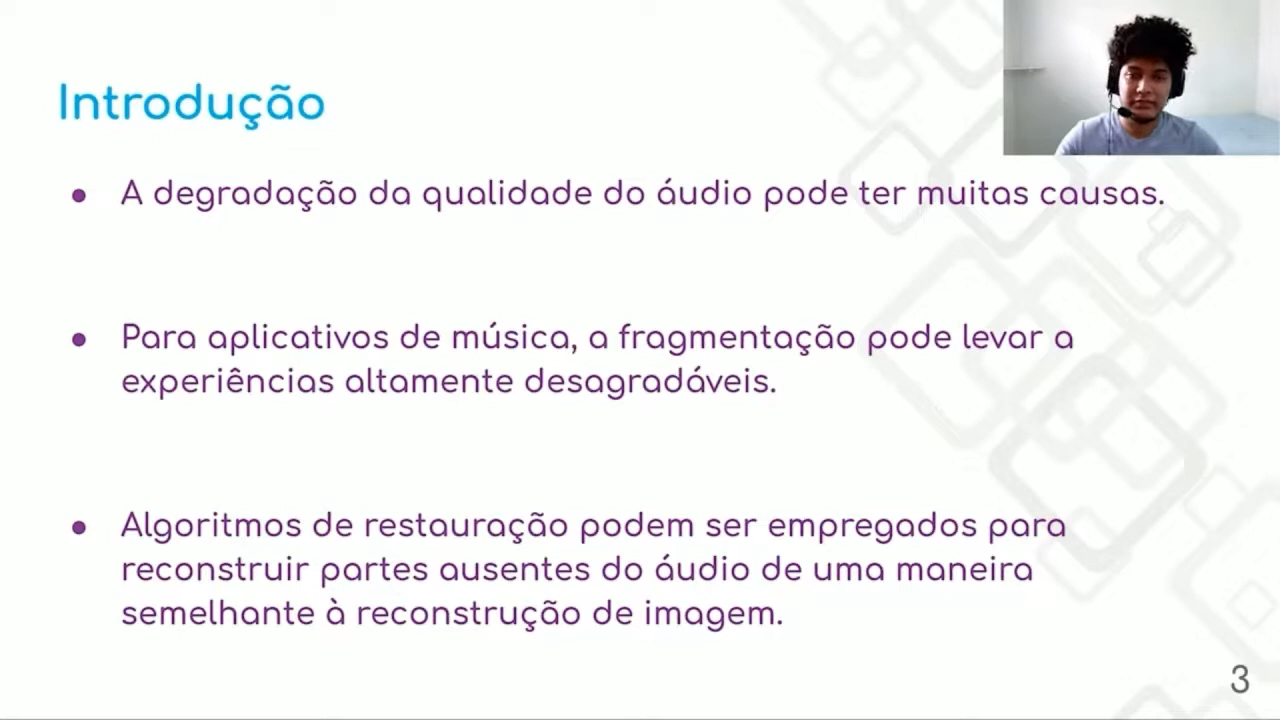 Introdução
● A degradação da qualidade do áudio pode ter muitas causas.
● Para aplicativos de música, a fragmentação pode levar a
experiências altamente desagradáveis.
● Algoritmos de restauração podem ser empregados para
reconstruir partes ausentes do áudio de uma maneira
semelhante à reconstrução de imagem.
3